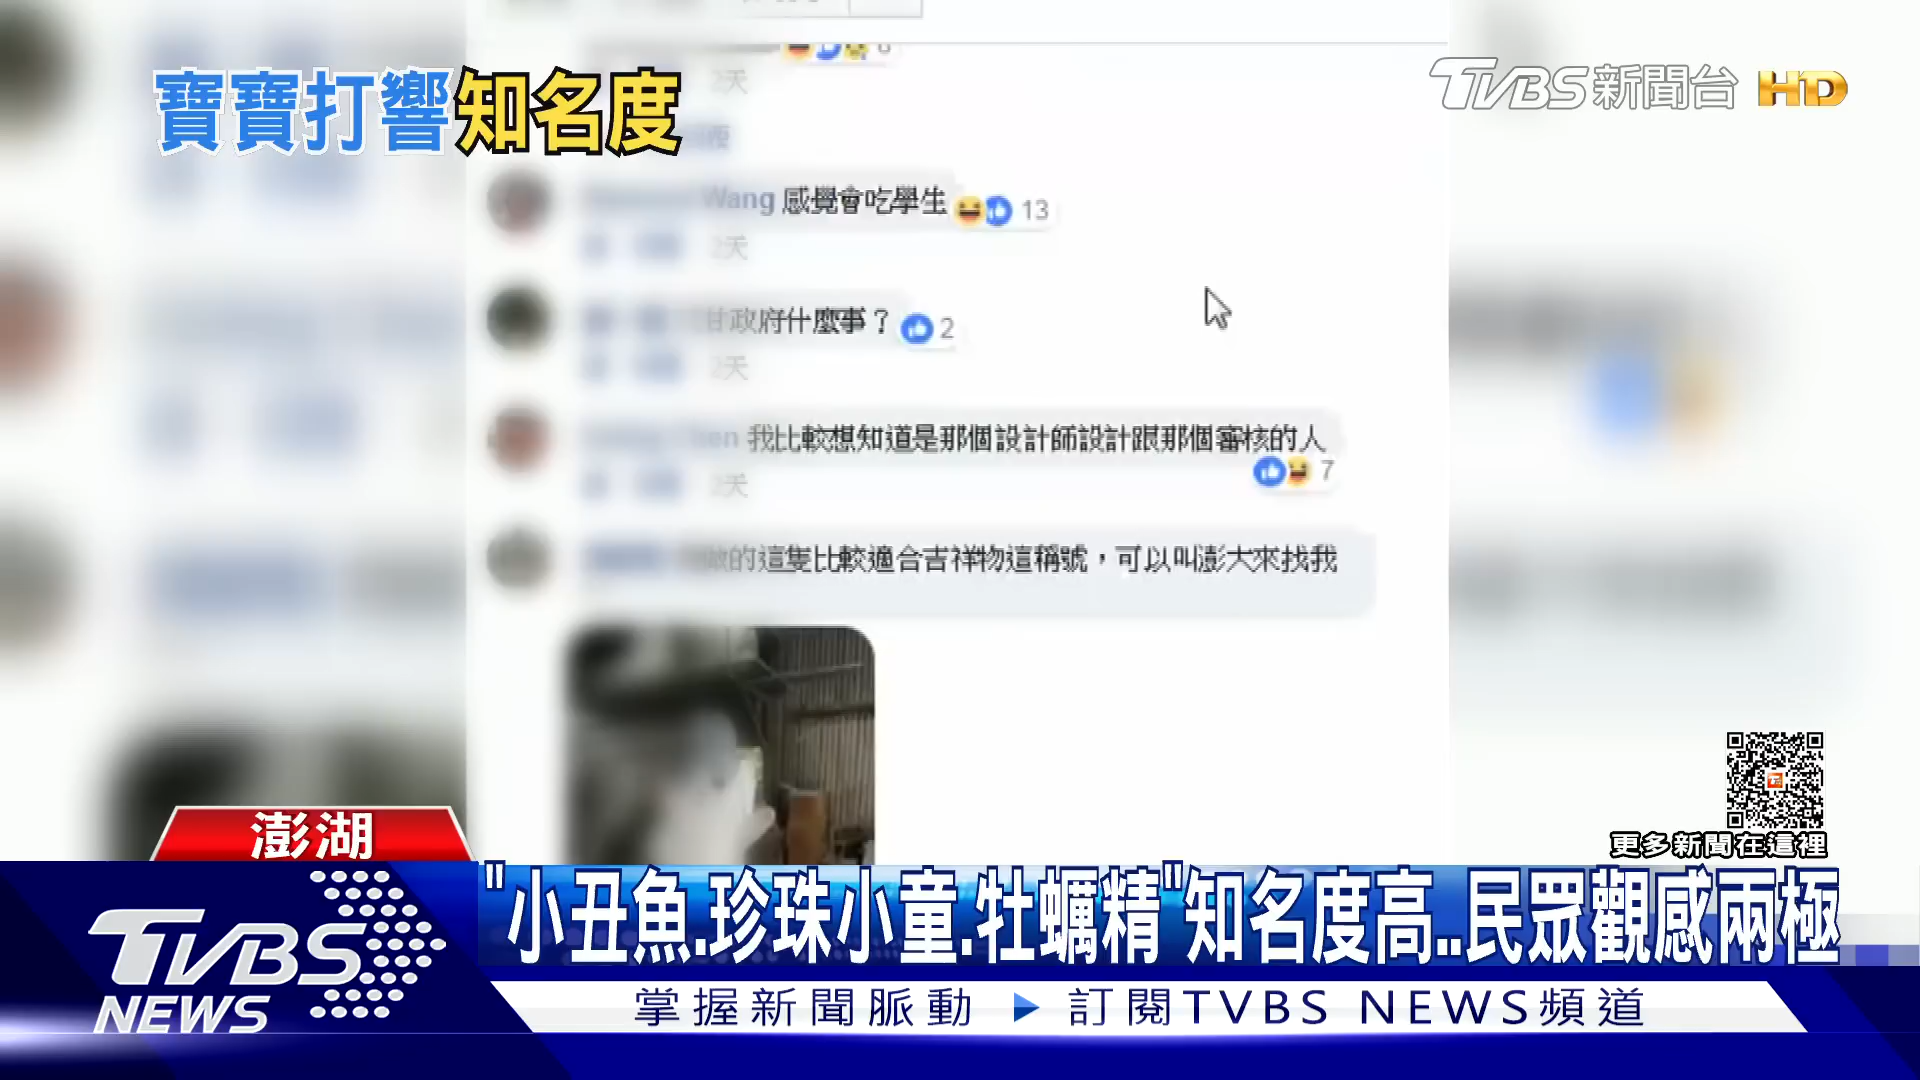 寶寶打響知名度
TVBS新聞台 HD
6
2天
Wang 感覺會吃學生 13
2天
甘政府什麼事？ 2
2天
我比較想知道是那個設計師設計跟那個審核的人
7
2天
做的這隻比較適合吉祥物這稱號，可以叫澎大來找我
更多新聞在這裡
澎湖
"小丑魚.珍珠小童.牡蠣精"知名度高..民眾觀感兩極
TVBS NEWS
掌握新聞脈動 ▶ 訂閱TVBS NEWS頻道